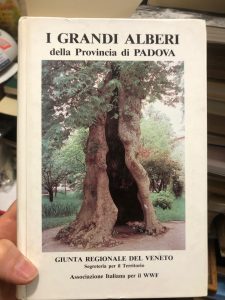 I GRANDI ALBERI
della Provincia di PADOVA
GIUNTA REGIONALE DEL VENETO
Segreteria per il Territorio
Associazione Italiana per il WWF